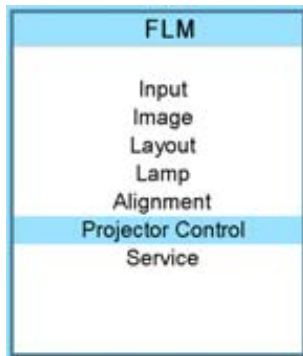 FLM
Input
Image
Layout
Lamp
Alignment
Projector Control
Service